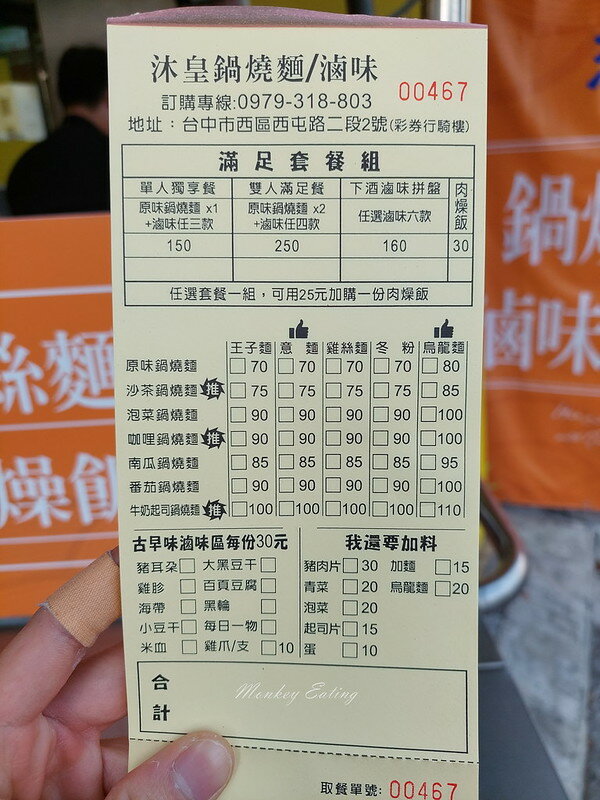 沐皇鍋燒麵/滷味
訂購專線:0979-318-803 00467
地址：台中市西區西屯路二段2號(彩券行騎樓)
滿足套餐組
單人獨享餐 雙人滿足餐 下酒滷味拼盤 肉燥飯
原味鍋燒麵 x1 原味鍋燒麵 x2 任選滷味六款
+滷味任三款 +滷味任四款
150 250 160 30
任選套餐一組，可用25元加購一份肉燥飯
王子麵 意麵 雞絲麵 冬粉 烏龍麵
原味鍋燒麵 70 70 70 70 80
沙茶鍋燒麵 推 75 75 75 75 85
泡菜鍋燒麵 90 90 90 90 100
咖哩鍋燒麵 推 90 90 90 90 100
南瓜鍋燒麵 85 85 85 85 95
番茄鍋燒麵 90 90 90 90 100
牛奶起司鍋燒麵 推 100 100 100 100 110
古早味滷味區每份30元
豬耳朵 大黑豆干
雞胗 百頁豆腐
海帶 黑輪
小豆干 每日一物
米血 雞爪/支 10
我還要加料
豬肉片 30 加麵 15
青菜 20 烏龍麵 20
泡菜 20
起司片 15
蛋 10
合計
Monkey Eating
取餐單號: 00467
絲麵
燥飯
鍋燒
滷味